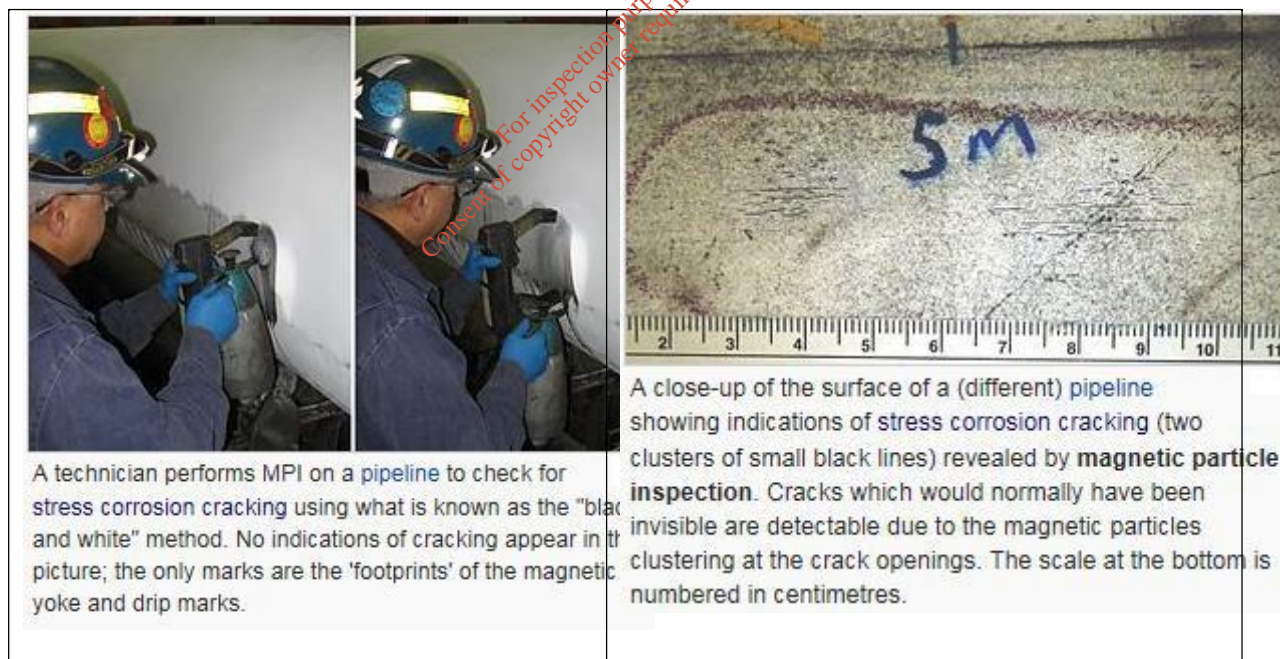 For inspection purp
Consent of copyright owner requir
5 M
2 3 4 5 6 7 8 9 10 11
A technician performs MPI on a pipeline to check for
stress corrosion cracking using what is known as the "blac
and white" method. No indications of cracking appear in th
picture; the only marks are the 'footprints' of the magnetic
yoke and drip marks.
A close-up of the surface of a (different) pipeline
showing indications of stress corrosion cracking (two
clusters of small black lines) revealed by magnetic particle
inspection. Cracks which would normally have been
invisible are detectable due to the magnetic particles
clustering at the crack openings. The scale at the bottom is
numbered in centimetres.